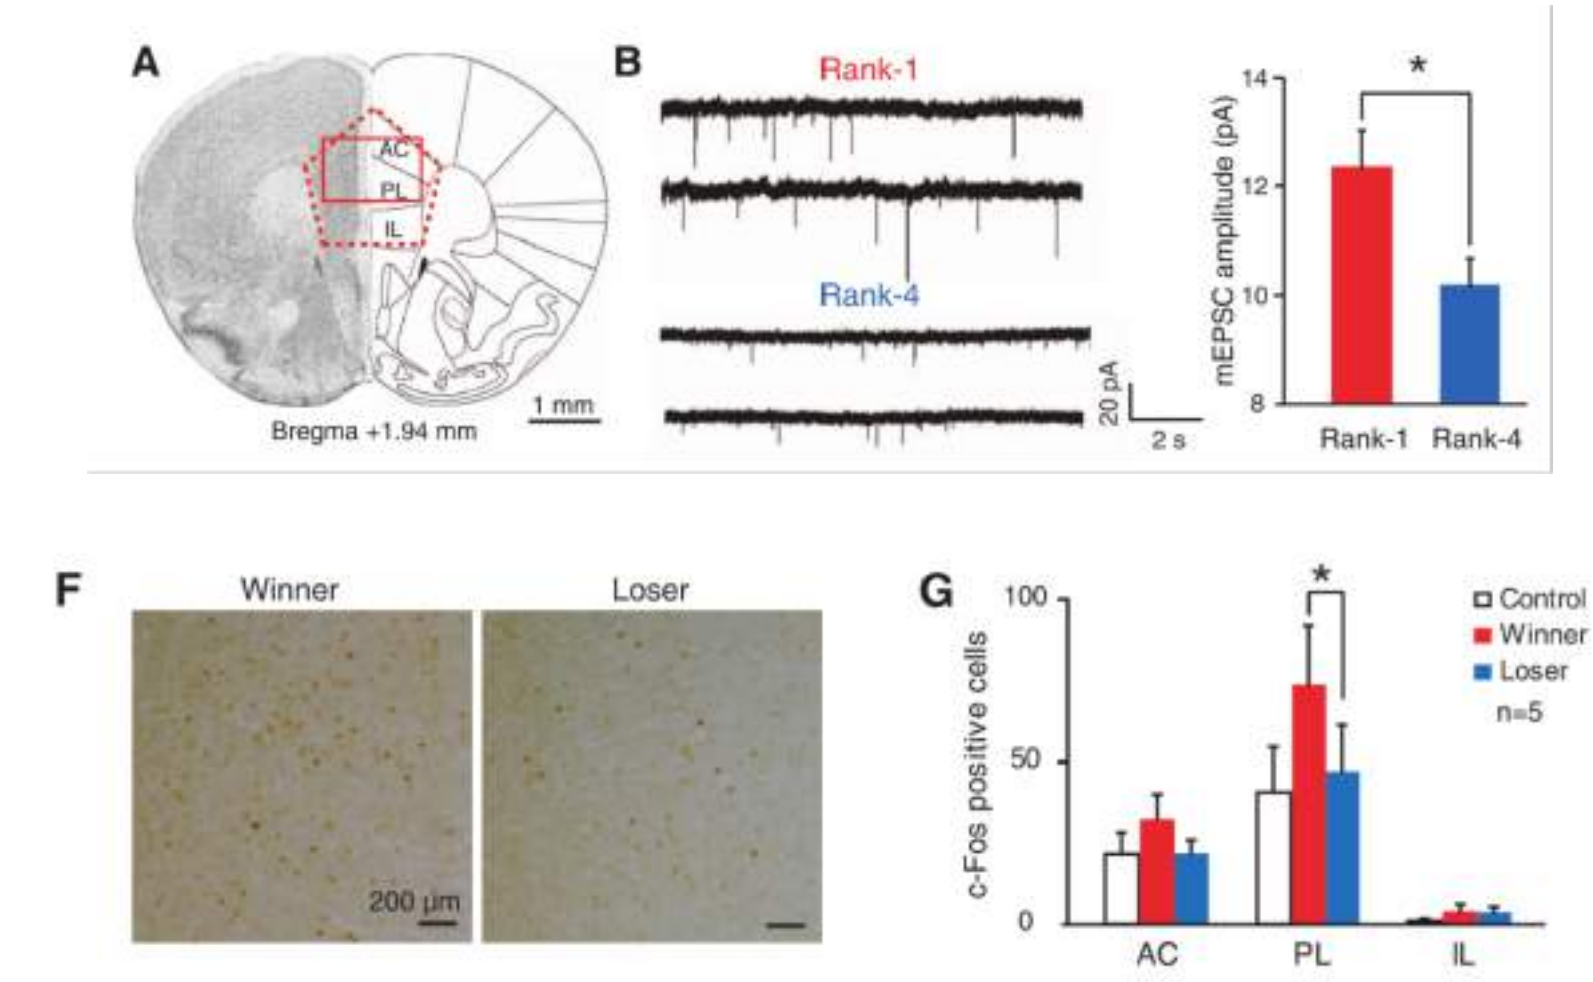 A
AC
PL
IL
1 mm
Bregma +1.94 mm
B
Rank-1
Rank-4
20 pA
2 s
*
mEPSC amplitude (pA)
14
12
10
8
Rank-1 Rank-4
F
Winner
Loser
200 µm
G
*
c-Fos positive cells
100
50
0
AC PL IL
Control
Winner
Loser
n=5